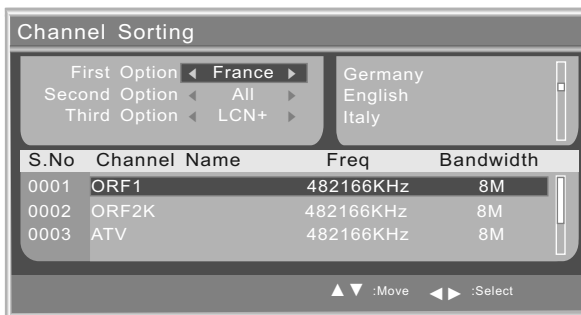 Channel Sorting
First Option ◀ France ▶
Second Option ◀ All ▶
Third Option ◀ LCN+ ▶
Germany
English
Italy
S.No Channel Name Freq Bandwidth
0001 ORF1 482166KHz 8M
0002 ORF2K 482166KHz 8M
0003 ATV 482166KHz 8M
▲▼ :Move ◀▶ :Select